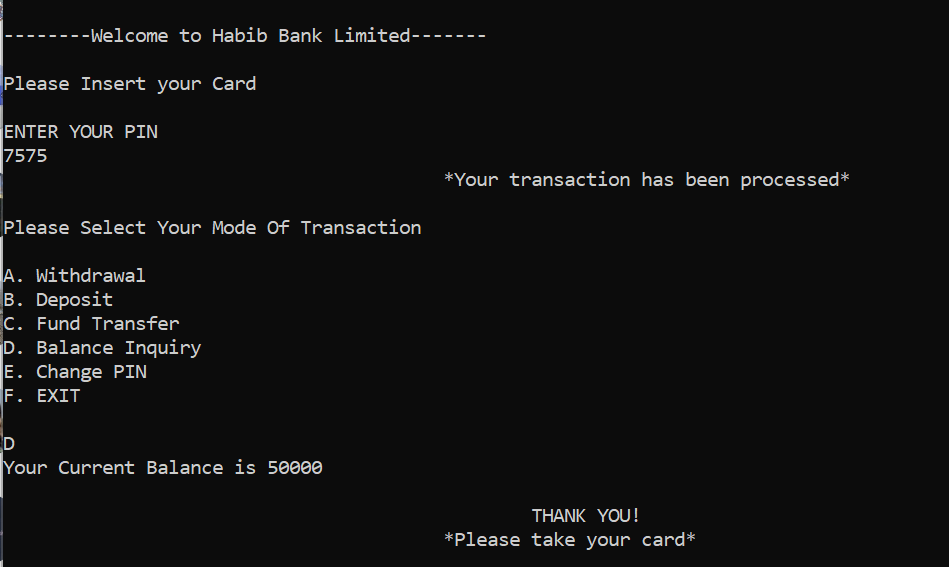 --------Welcome to Habib Bank Limited-------
Please Insert your Card
ENTER YOUR PIN
7575
*Your transaction has been processed*
Please Select Your Mode Of Transaction
A. Withdrawal
B. Deposit
C. Fund Transfer
D. Balance Inquiry
E. Change PIN
F. EXIT
D
Your Current Balance is 50000
THANK YOU!
*Please take your card*